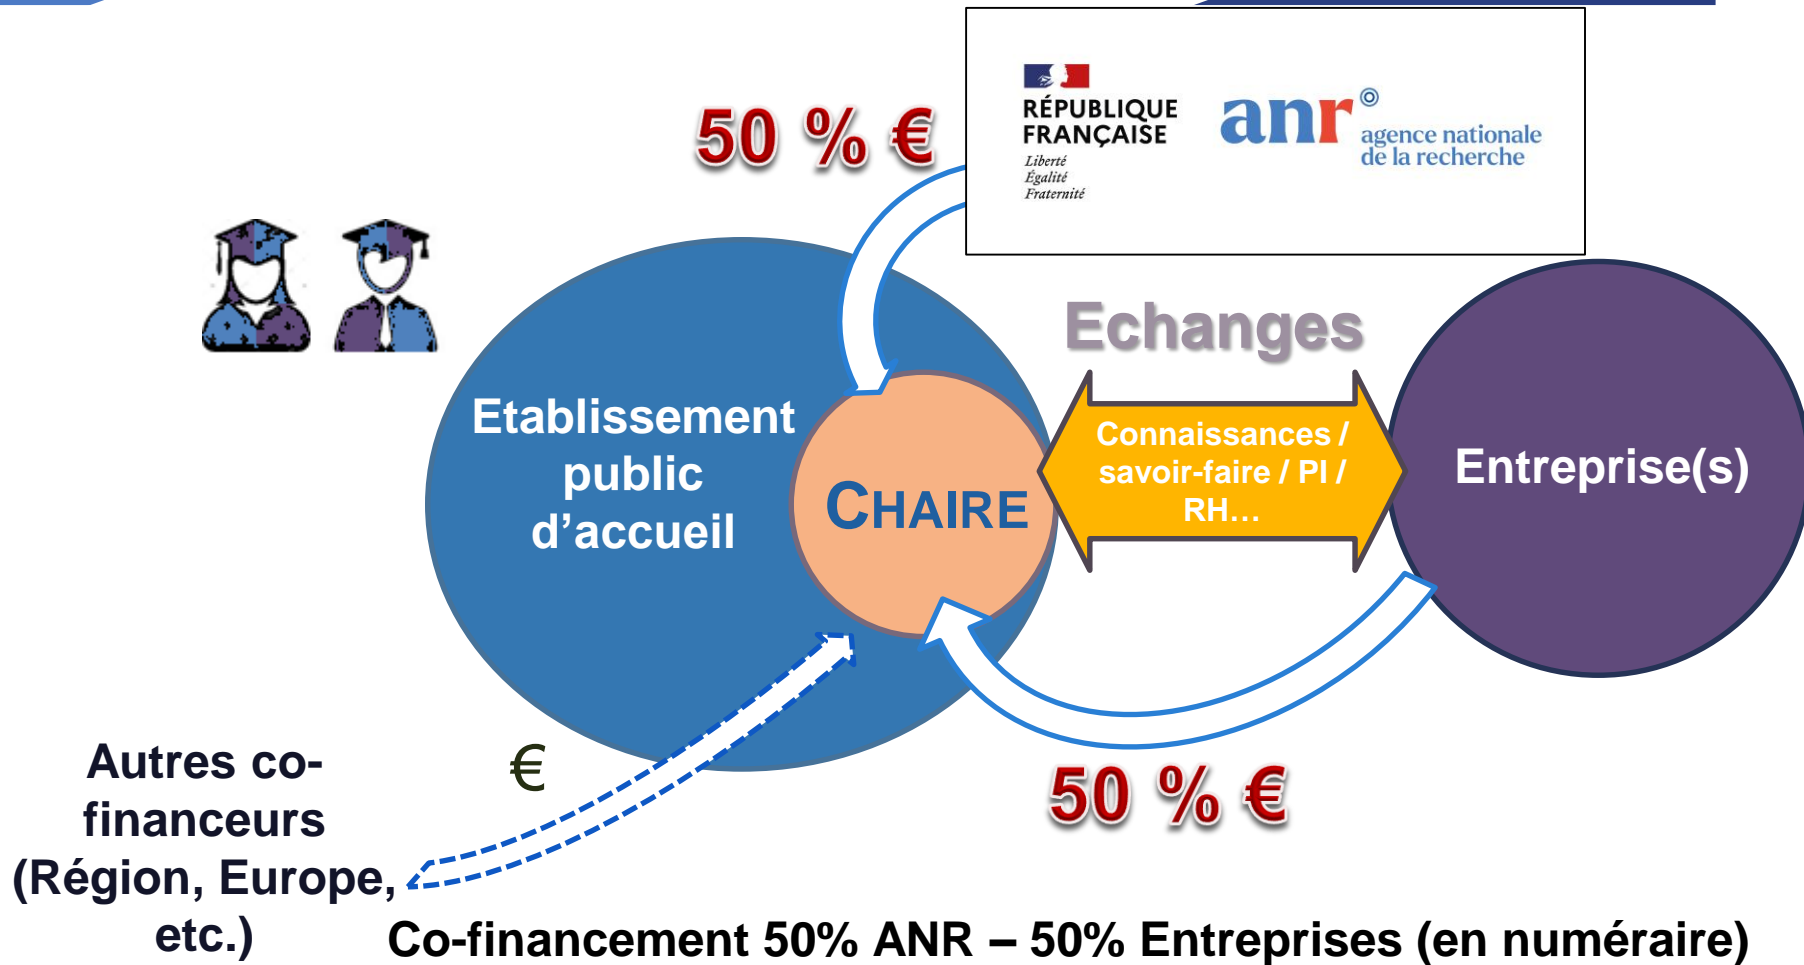 RÉPUBLIQUE
FRANÇAISE
Liberté
Égalité
Fraternité
anr
agence nationale
de la recherche
50 % €
Echanges
Etablissement
public
d’accueil
CHAIRE
Connaissances /
savoir-faire / PI /
RH…
Entreprise(s)
€
50 % €
Autres co-
financeurs
(Région, Europe,
etc.)
Co-financement 50% ANR – 50% Entreprises (en numéraire)